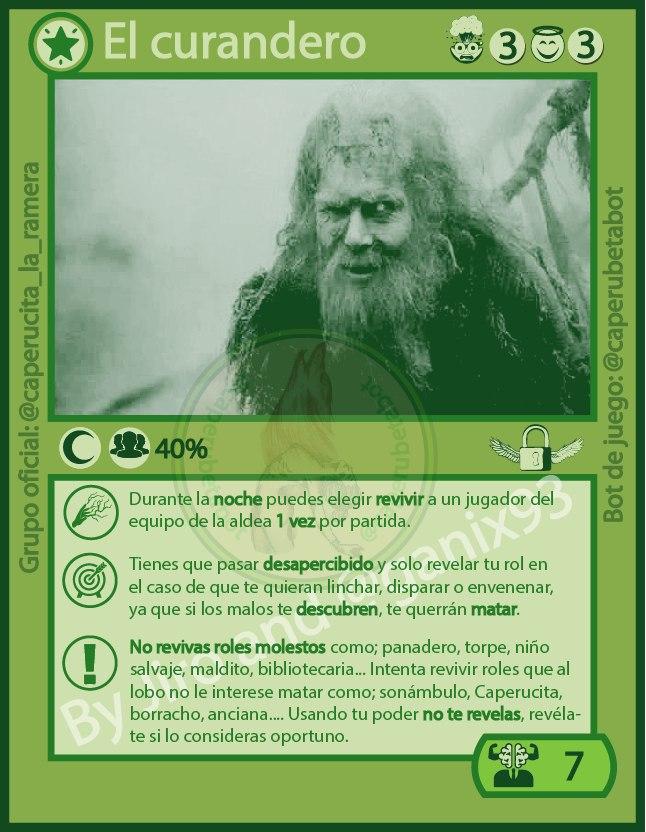 El curandero
3
3
Grupo oficial: @caperucita_la_ramera
Bot de juego: @caperubetabot
40%
Durante la noche puedes elegir revivir a un jugador del
equipo de la aldea 1 vez por partida.
Tienes que pasar desapercibido y solo revelar tu rol en
el caso de que te quieran linchar, disparar o envenenar,
ya que si los malos te descubren, te querrán matar.
No revivas roles molestos como; panadero, torpe, niño
salvaje, maldito, bibliotecaria... Intenta revivir roles que al
lobo no le interese matar como; sonámbulo, Caperucita,
borracho, anciana.... Usando tu poder no te revelas, revéla-
te si lo consideras oportuno.
By Jiro and @ganix93
7